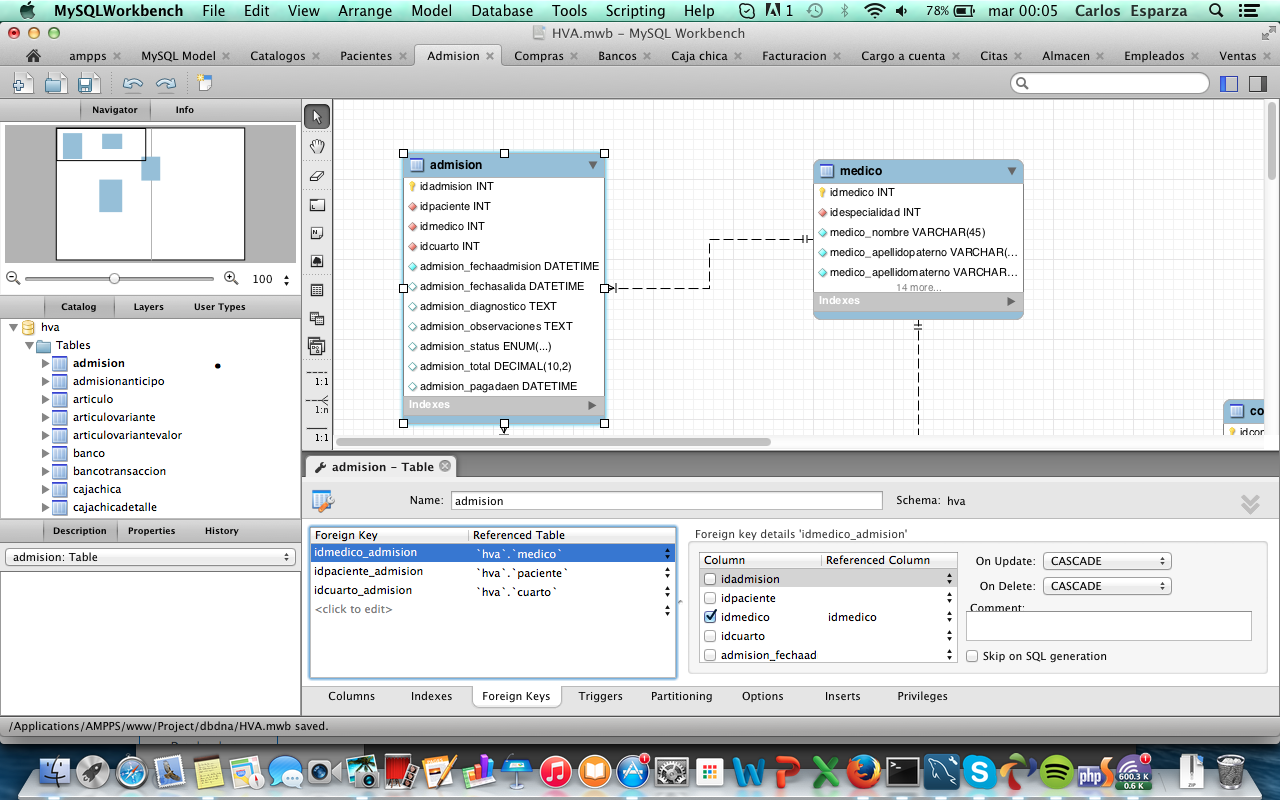 MySQLWorkbench File Edit View Arrange Model Database Tools Scripting Help 1 78% mar 00:05 Carlos Esparza
HVA.mwb – MySQL Workbench
ampps MySQL Model Catalogos Pacientes Admision Compras Bancos Caja chica Facturacion Cargo a cuenta Citas Almacen Empleados Ventas
Navigator Info
100
Catalog Layers User Types
hva
Tables
admision
admisionanticipo
articulo
articulovariante
articulovariantevalor
banco
bancotransaccion
cajachica
cajachicadetalle
Description Properties History
admision: Table
1:1
1:n
1:1
admision
idadmision INT
idpaciente INT
idmedico INT
idcuarto INT
admision_fechaadmision DATETIME
admision_fechasalida DATETIME
admision_diagnostico TEXT
admision_observaciones TEXT
admision_status ENUM(...)
admision_total DECIMAL(10,2)
admision_pagadaen DATETIME
Indexes
medico
idmedico INT
idespecialidad INT
medico_nombre VARCHAR(45)
medico_apellidopaterno VARCHAR(...
medico_apellidomaterno VARCHAR...
14 more...
Indexes
co
idcon
admision – Table
Name: admision Schema: hva
Foreign Key Referenced Table
idmedico_admision `hva`.`medico`
idpaciente_admision `hva`.`paciente`
idcuarto_admision `hva`.`cuarto`
<click to edit>
Foreign key details 'idmedico_admision'
Column Referenced Column
idadmision
idpaciente
idmedico idmedico
idcuarto
admision_fechaad
On Update: CASCADE
On Delete: CASCADE
Comment:
Skip on SQL generation
Columns Indexes Foreign Keys Triggers Partitioning Options Inserts Privileges
/Applications/AMPPS/www/Project/dbdna/HVA.mwb saved.
php
600.3 K
0.6 K
ZIP